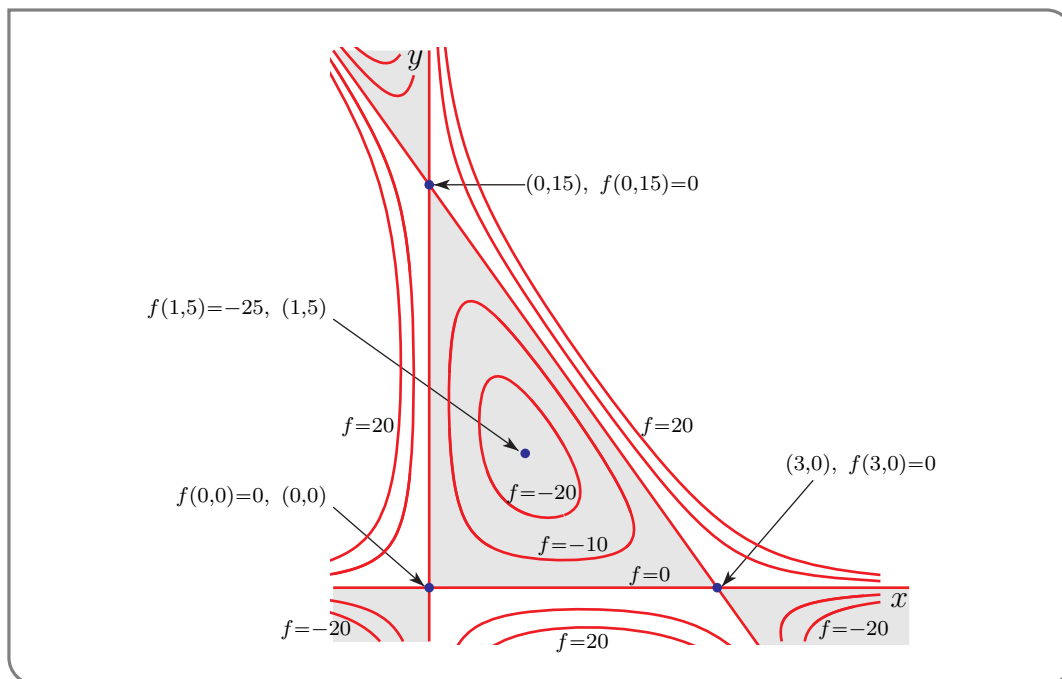 y
(0,15), f(0,15)=0
f(1,5)=−25, (1,5)
f=20
f=20
(3,0), f(3,0)=0
f(0,0)=0, (0,0)
f=−20
f=−10
f=0
x
f=−20
f=20
f=−20